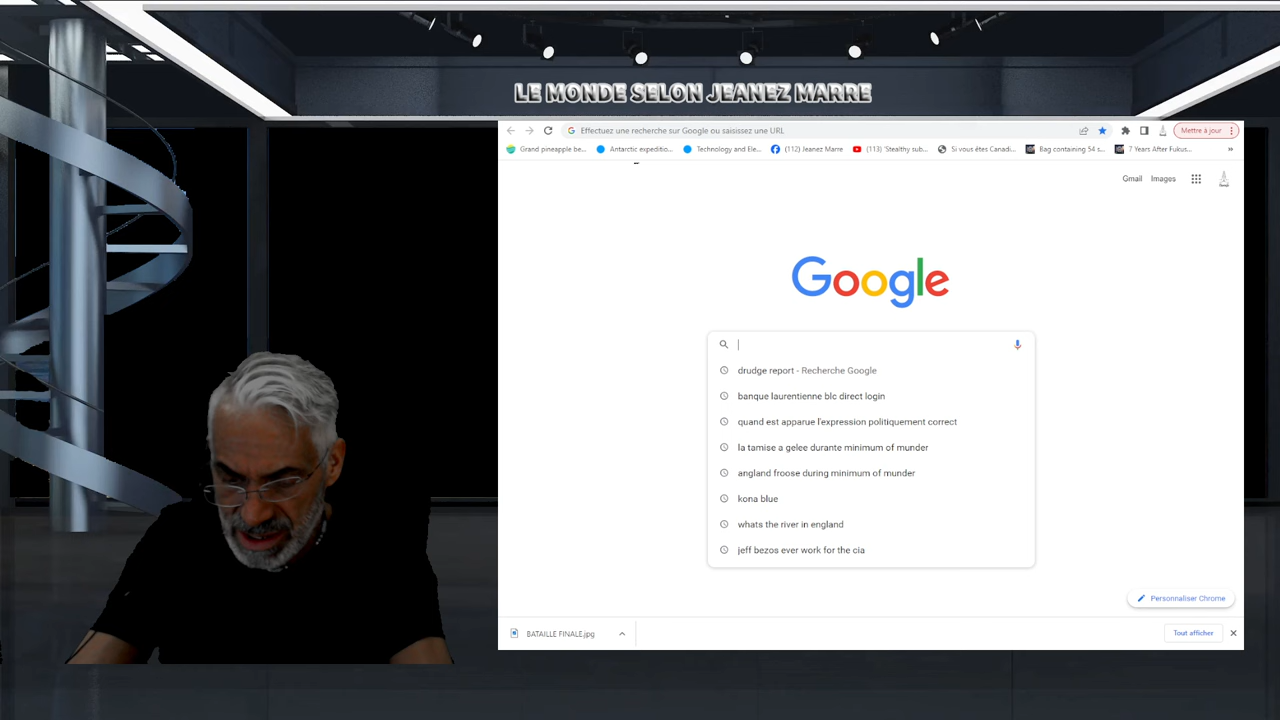 LE MONDE SELON JEANEZ MARRE
Effectuez une recherche sur Google ou saisissez une URL
Mettre à jour
Grand pineapple be...
Antarctic expeditio...
Technology and Ele...
(112) Jeanez Marre
(113) 'Stealthy sub...
Si vous êtes Canadi...
Bag containing 54 s...
7 Years After Fukus...
»
Gmail
Images
Google
drudge report - Recherche Google
banque laurentienne blc direct login
quand est apparue l'expression politiquement correct
la tamise a gelee durante minimum of munder
angland froose during minimum of munder
kona blue
whats the river in england
jeff bezos ever work for the cia
Personnaliser Chrome
BATAILLE FINALE.jpg
Tout afficher